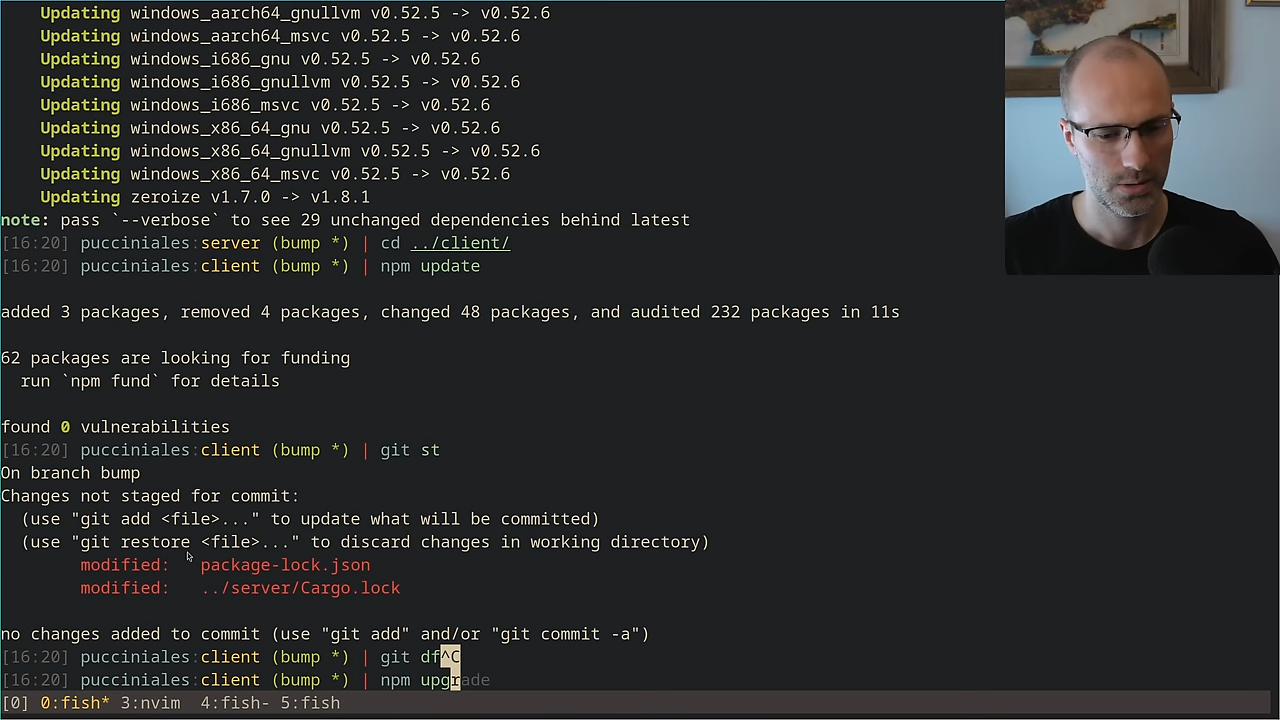 Updating windows_aarch64_gnullvm v0.52.5 -> v0.52.6
Updating windows_aarch64_msvc v0.52.5 -> v0.52.6
Updating windows_i686_gnu v0.52.5 -> v0.52.6
Updating windows_i686_gnullvm v0.52.5 -> v0.52.6
Updating windows_i686_msvc v0.52.5 -> v0.52.6
Updating windows_x86_64_gnu v0.52.5 -> v0.52.6
Updating windows_x86_64_gnullvm v0.52.5 -> v0.52.6
Updating windows_x86_64_msvc v0.52.5 -> v0.52.6
Updating zeroize v1.7.0 -> v1.8.1
note: pass `--verbose` to see 29 unchanged dependencies behind latest
[16:20] pucciniales:server (bump *) | cd ../client/
[16:20] pucciniales:client (bump *) | npm update
added 3 packages, removed 4 packages, changed 48 packages, and audited 232 packages in 11s
62 packages are looking for funding
run `npm fund` for details
found 0 vulnerabilities
[16:20] pucciniales:client (bump *) | git st
On branch bump
Changes not staged for commit:
(use "git add <file>..." to update what will be committed)
(use "git restore <file>..." to discard changes in working directory)
modified: package-lock.json
modified: ../server/Cargo.lock
no changes added to commit (use "git add" and/or "git commit -a")
[16:20] pucciniales:client (bump *) | git df^C
[16:20] pucciniales:client (bump *) | npm upgrade
[0] 0:fish* 3:nvim 4:fish- 5:fish